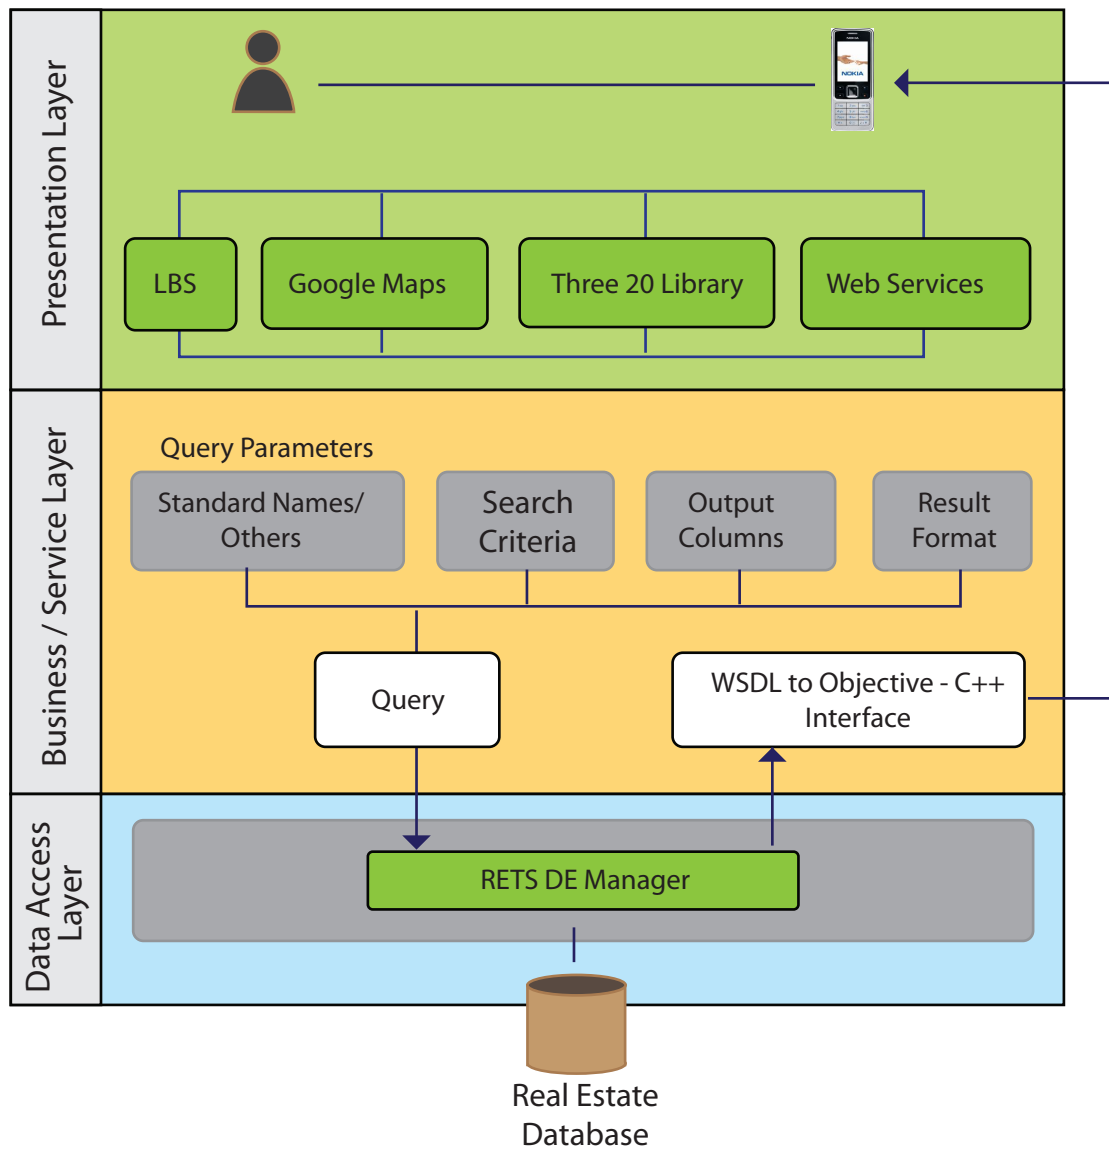 Presentation Layer
NOKIA
NOKIA
LBS
Google Maps
Three 20 Library
Web Services
Business / Service Layer
Query Parameters
Standard Names/
Others
Search
Criteria
Output
Columns
Result
Format
Query
WSDL to Objective - C++
Interface
Data Access
Layer
RETS DE Manager
Real Estate
Database